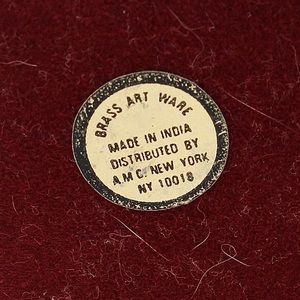 BRASS ART WARE
MADE IN INDIA
DISTRIBUTED BY
A.M.C. NEW YORK
NY 10018